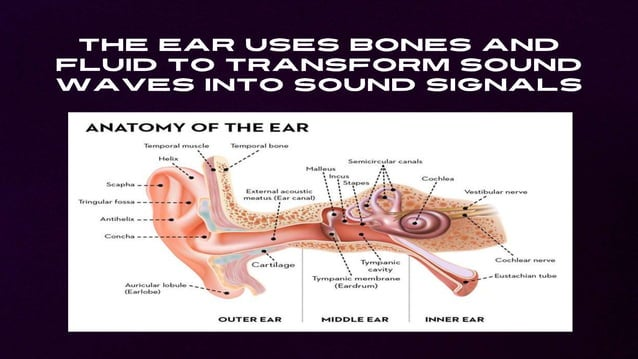 THE EAR USES BONES AND
FLUID TO TRANSFORM SOUND
WAVES INTO SOUND SIGNALS
ANATOMY OF THE EAR
Temporal muscle
Temporal bone
Helix
Semicircular canals
Malleus
Incus
Stapes
Cochlea
Scapha
External acoustic
meatus (Ear canal)
Vestibular nerve
Tringular fossa
Antihelix
Concha
Cartilage
Tympanic
cavity
Cochlear nerve
Tympanic membrane
(Eardrum)
Eustachian tube
Auricular lobule
(Earlobe)
OUTER EAR
MIDDLE EAR
INNER EAR